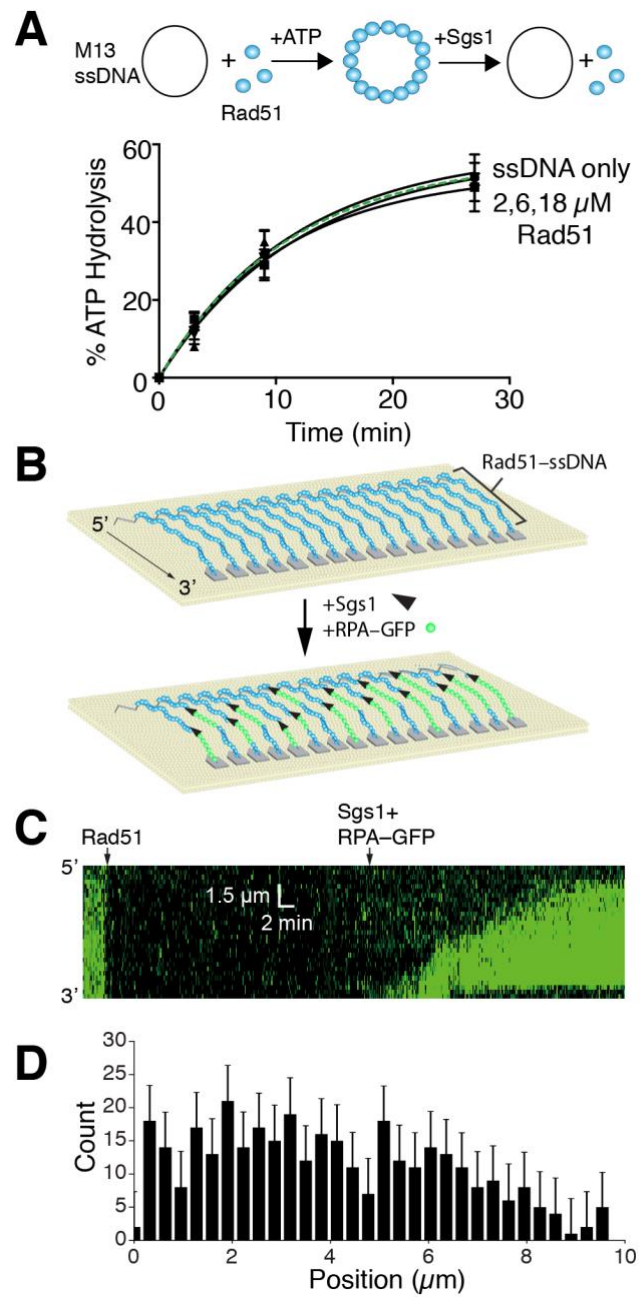 A
M13
ssDNA
+
Rad51
+ATP
+Sgs1
+
% ATP Hydrolysis
60
40
20
0
ssDNA only
2,6,18 µM
Rad51
0
10
20
30
Time (min)
B
Rad51–ssDNA
5’
3’
+Sgs1
+RPA–GFP
C
Rad51
Sgs1+
RPA–GFP
5’
1.5 µm
2 min
3’
D
Count
30
25
20
15
10
5
0
0
2
4
6
8
10
Position (µm)